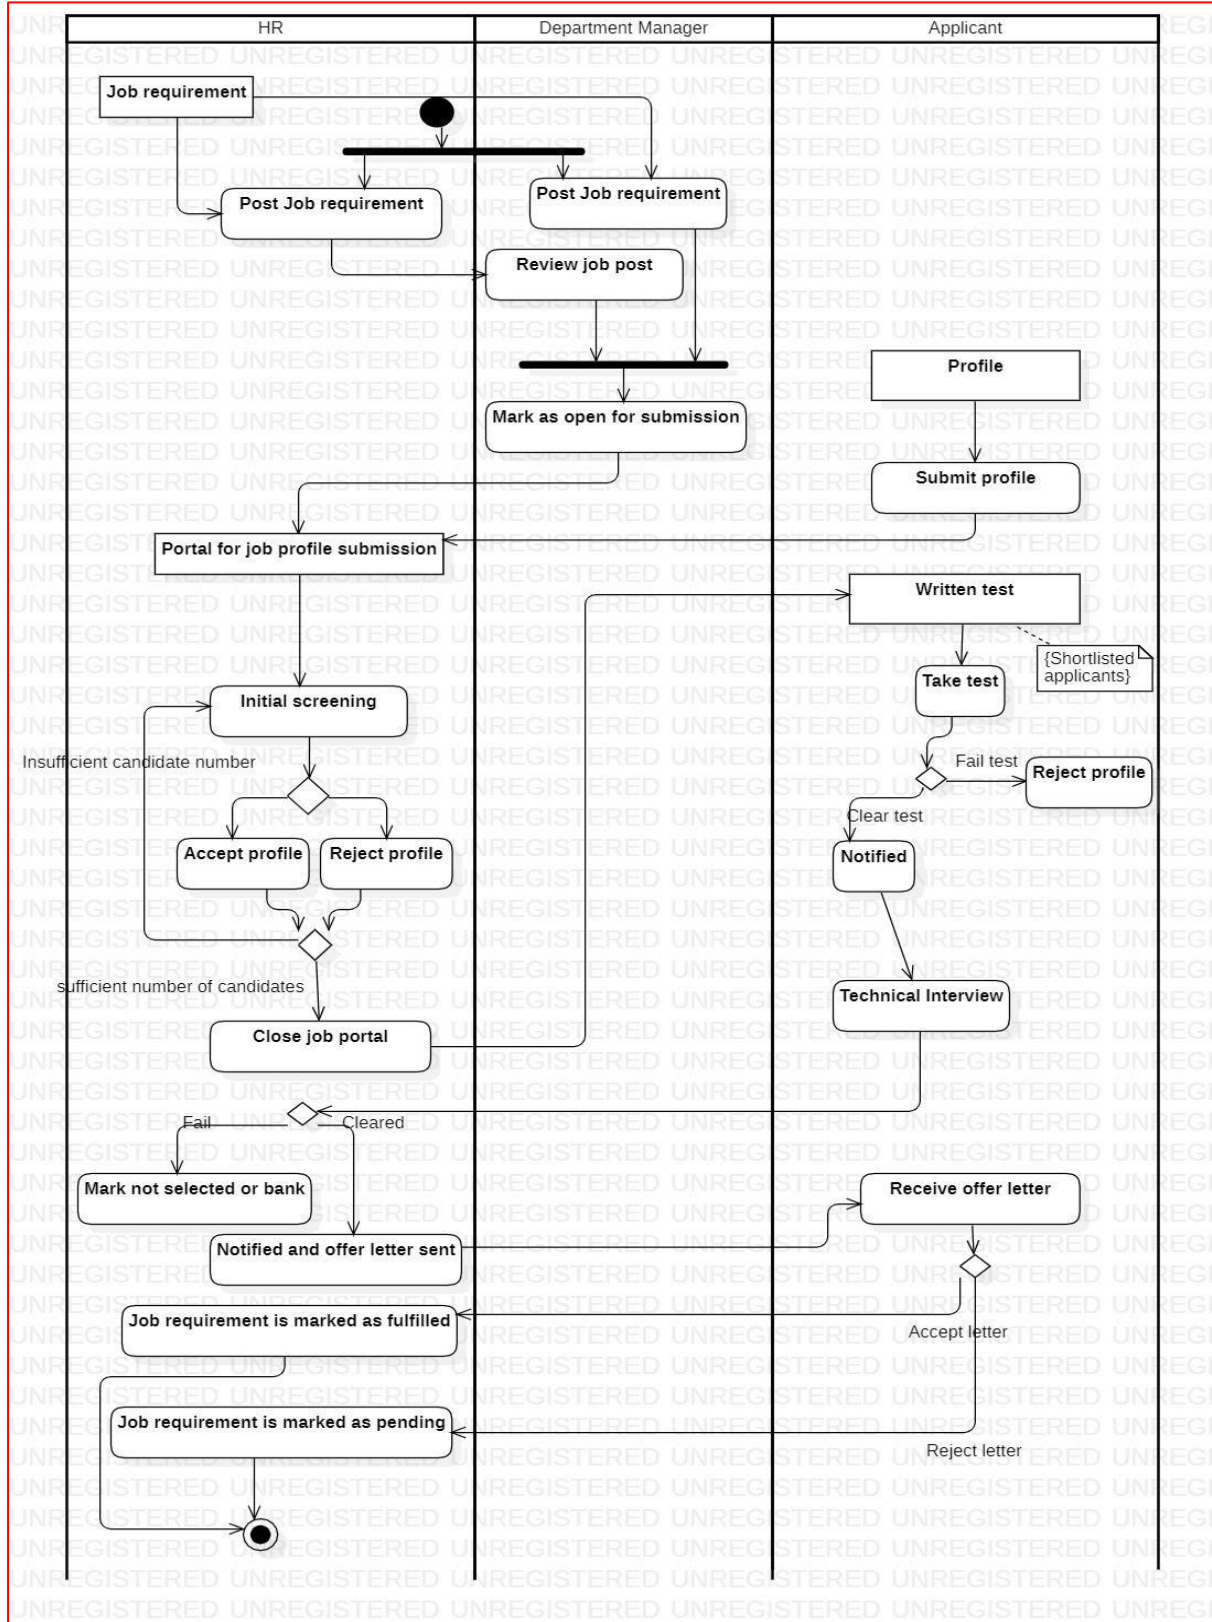 HR
Department Manager
Applicant
Job requirement
Post Job requirement
Post Job requirement
Review job post
Mark as open for submission
Profile
Submit profile
Portal for job profile submission
Written test
{Shortlisted
applicants}
Take test
Initial screening
Insufficient candidate number
Fail test
Reject profile
Clear test
Accept profile
Reject profile
Notified
sufficient number of candidates
Technical Interview
Close job portal
Fail
Cleared
Mark not selected or bank
Receive offer letter
Notified and offer letter sent
Job requirement is marked as fulfilled
Accept letter
Job requirement is marked as pending
Reject letter
UNREGISTERED